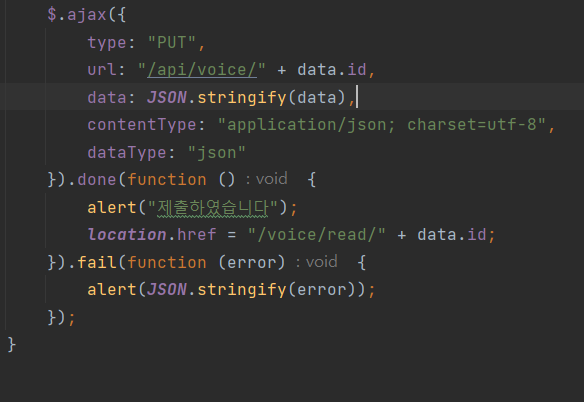 $.ajax({
type: "PUT",
url: "/api/voice/" + data.id,
data: JSON.stringify(data),
contentType: "application/json; charset=utf-8",
dataType: "json"
}).done(function () : void {
alert("제출하였습니다");
location.href = "/voice/read/" + data.id;
}).fail(function (error) : void {
alert(JSON.stringify(error));
});
}